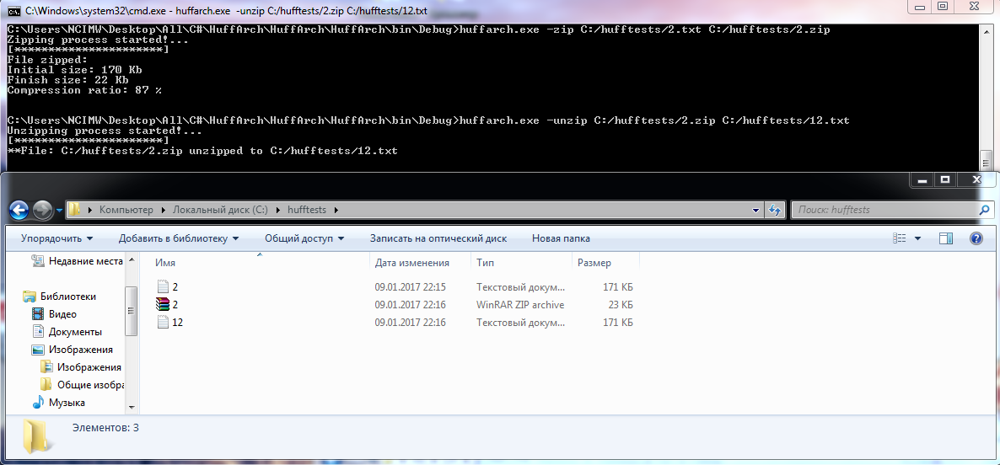 C:\Windows\system32\cmd.exe - huffarch.exe  -unzip C:/hufftests/2.zip C:/hufftests/12.txt
C:\Users\NCIMW\Desktop\All\C#\HuffArch\HuffArch\HuffArch\bin\Debug>huffarch.exe -zip C:/hufftests/2.txt C:/hufftests/2.zip
Zipping process started!...
[**********************]
File zipped:
Initial size: 170 Kb
Finish size: 22 Kb
Compression ratio: 87 %
C:\Users\NCIMW\Desktop\All\C#\HuffArch\HuffArch\HuffArch\bin\Debug>huffarch.exe -unzip C:/hufftests/2.zip C:/hufftests/12.txt
Unzipping process started!...
[**********************]
**File: C:/hufftests/2.zip unzipped to C:/hufftests/12.txt
Компьютер Локальный диск (C:) hufftests Поиск: hufftests
Упорядочить Добавить в библиотеку Общий доступ Записать на оптический диск Новая папка
Недавние места
Библиотеки
Видео
Документы
Изображения
Изображения
Общие изобра
Музыка
Имя Дата изменения Тип Размер
2 09.01.2017 22:15 Текстовый докум... 171 КБ
2 09.01.2017 22:16 WinRAR ZIP archive 23 КБ
12 09.01.2017 22:16 Текстовый докум... 171 КБ
Элементов: 3